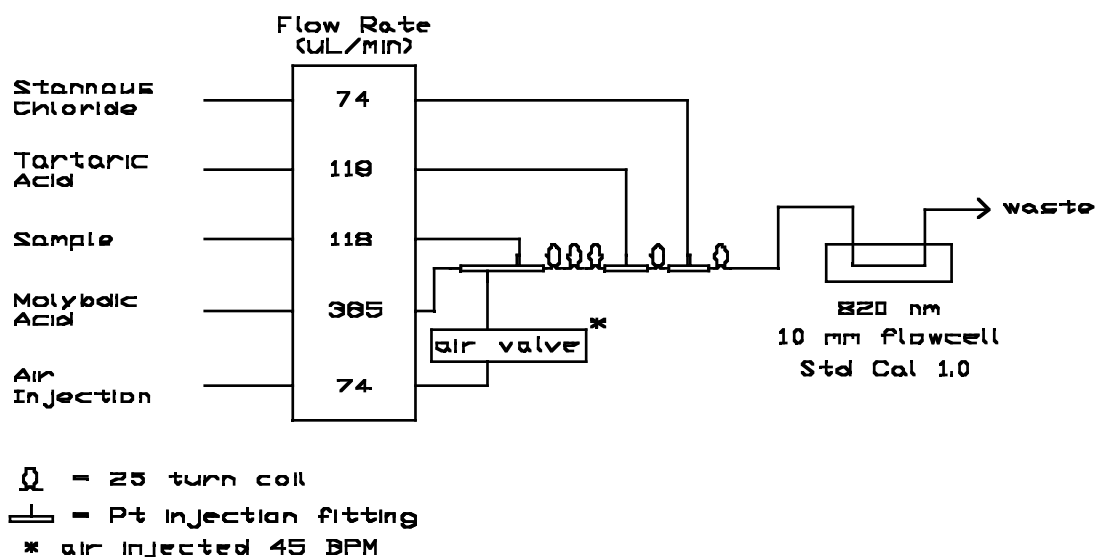 Flow Rate
(uL/min)
Stannous
Chloride
74
Tartaric
Acid
118
Sample
118
Molybdic
Acid
385
Air
Injection
74
air valve
*
waste
820 nm
10 mm flowcell
Std Cal 1.0
= 25 turn coil
= Pt injection fitting
* air injected 45 BPM